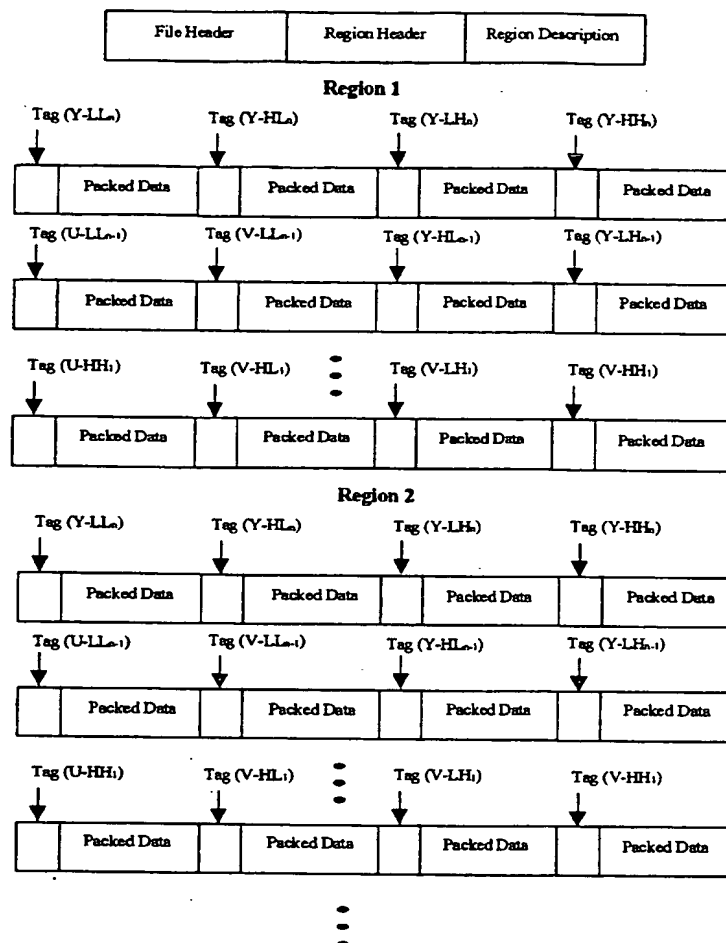 File Header Region Header Region Description
Region 1
Tag (Y-LLₙ) Tag (Y-HLₙ) Tag (Y-LHₙ) Tag (Y-HHₙ)
Packed Data Packed Data Packed Data Packed Data
Tag (U-LLₙ₋₁) Tag (V-LLₙ₋₁) Tag (Y-HLₙ₋₁) Tag (Y-LHₙ₋₁)
Packed Data Packed Data Packed Data Packed Data
Tag (U-HH₁) Tag (V-HL₁) Tag (V-LH₁) Tag (V-HH₁)
Packed Data Packed Data Packed Data Packed Data
Region 2
Tag (Y-LLₙ) Tag (Y-HLₙ) Tag (Y-LHₙ) Tag (Y-HHₙ)
Packed Data Packed Data Packed Data Packed Data
Tag (U-LLₙ₋₁) Tag (V-LLₙ₋₁) Tag (Y-HLₙ₋₁) Tag (Y-LHₙ₋₁)
Packed Data Packed Data Packed Data Packed Data
Tag (U-HH₁) Tag (V-HL₁) Tag (V-LH₁) Tag (V-HH₁)
Packed Data Packed Data Packed Data Packed Data